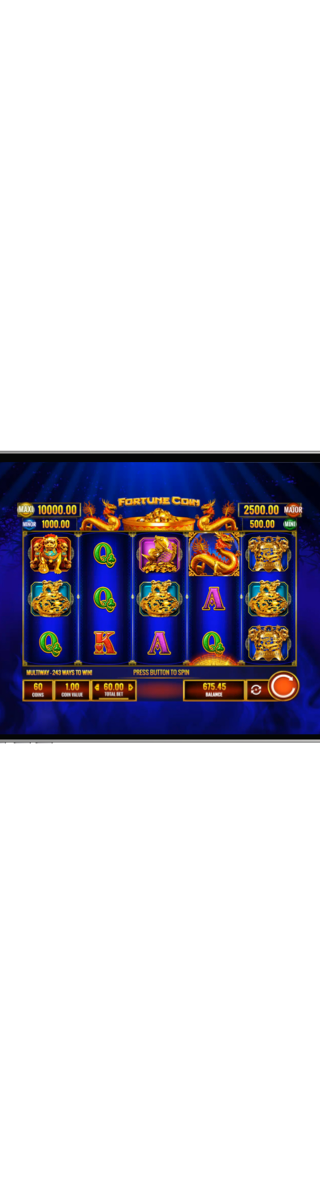 FORTUNE COIN
MAXI 10000.00
2500.00 MAJOR
MINOR 1000.00
500.00 MINI
Q
Q A
Q K A Q
MULTIWAY - 243 WAYS TO WIN!
PRESS BUTTON TO SPIN
60 1.00 60.00 675.45
COINS COIN VALUE TOTAL BET BALANCE